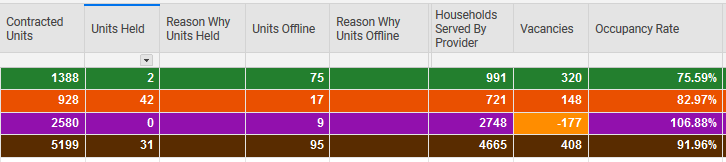 Contracted Units Units Held Reason Why Units Held Units Offline Reason Why Units Offline Households Served By Provider Vacancies Occupancy Rate
1388 2 75 991 320 75.59%
928 42 17 721 148 82.97%
2580 0 9 2748 -177 106.88%
5199 31 95 4665 408 91.96%